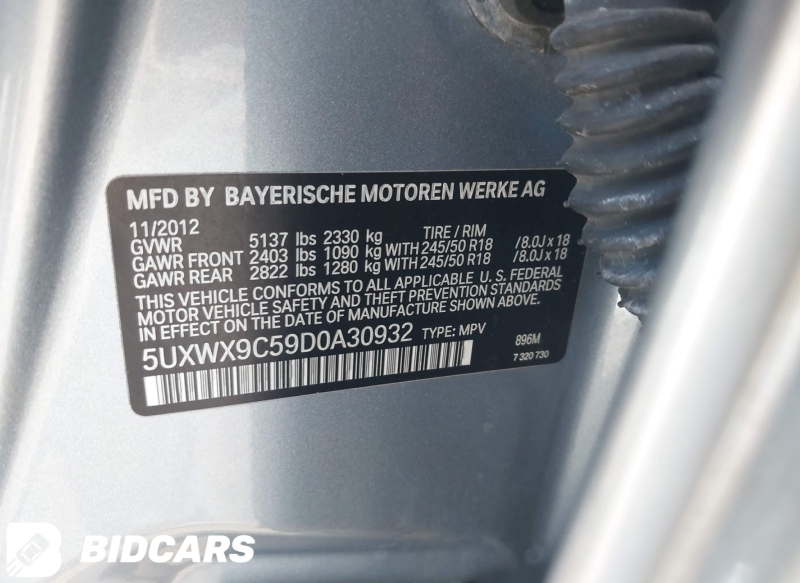 MFD BY BAYERISCHE MOTOREN WERKE AG
11/2012 TIRE / RIM
GVWR 5137 lbs 2330 kg
GAWR FRONT 2403 lbs 1090 kg WITH 245/50 R18 /8.0J x 18
GAWR REAR 2822 lbs 1280 kg WITH 245/50 R18 /8.0J x 18
THIS VEHICLE CONFORMS TO ALL APPLICABLE U.S. FEDERAL
MOTOR VEHICLE SAFETY AND THEFT PREVENTION STANDARDS
IN EFFECT ON THE DATE OF MANUFACTURE SHOWN ABOVE.
5UXWX9C59D0A30932 TYPE: MPV 896M
7 320 730
BIDCARS